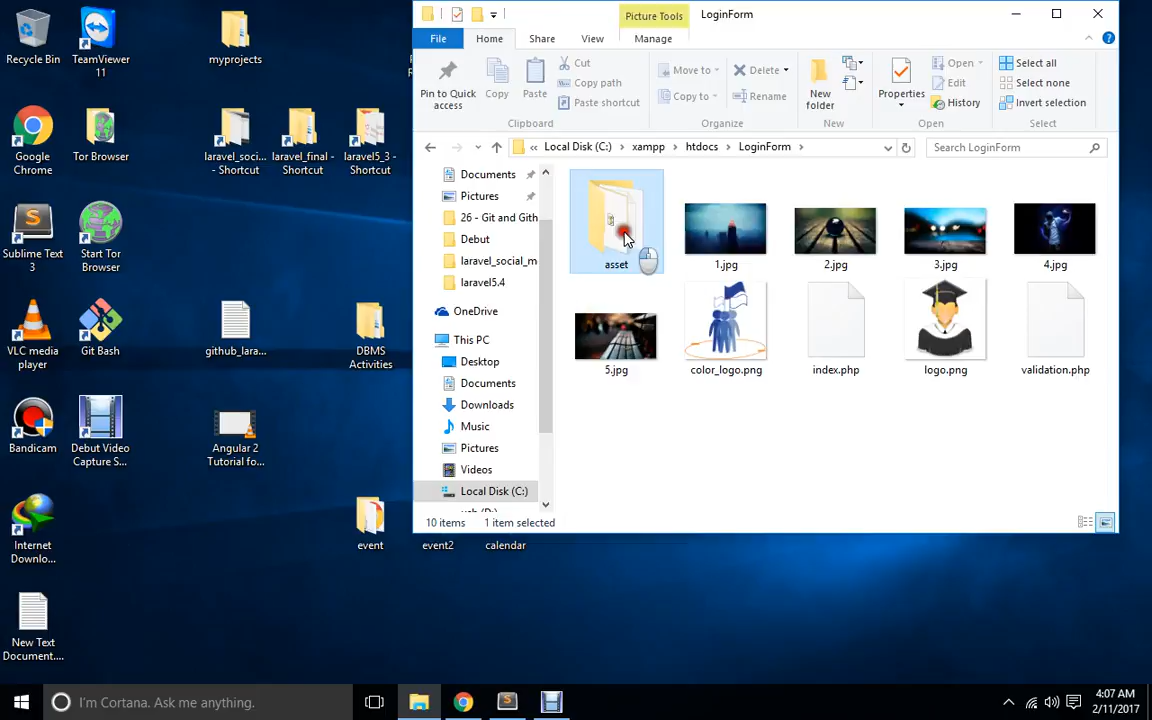 Recycle Bin
TeamViewer
11
myprojects
Google
Chrome
Tor Browser
laravel_soci...
- Shortcut
laravel_final -
Shortcut
laravel5_3 -
Shortcut
Sublime Text
3
Start Tor
Browser
VLC media
player
Git Bash
github_lara...
DBMS
Activities
Bandicam
Debut Video
Capture S...
Angular 2
Tutorial fo...
Internet
Downlo...
event
event2
calendar
New Text
Document....
Picture Tools
LoginForm
File
Home
Share
View
Manage
Pin to Quick
access
Copy
Paste
Cut
Copy path
Paste shortcut
Clipboard
Move to
Copy to
Delete
Rename
Organize
New
folder
New
Properties
Open
Edit
History
Open
Select all
Select none
Invert selection
Select
« Local Disk (C:) › xampp › htdocs › LoginForm ›
Search LoginForm
Documents
Pictures
26 - Git and Gith
Debut
laravel_social_m
laravel5.4
OneDrive
This PC
Desktop
Documents
Downloads
Music
Pictures
Videos
Local Disk (C:)
asset
1.jpg
2.jpg
3.jpg
4.jpg
5.jpg
color_logo.png
index.php
logo.png
validation.php
10 items
1 item selected
I'm Cortana. Ask me anything.
4:07 AM
2/11/2017